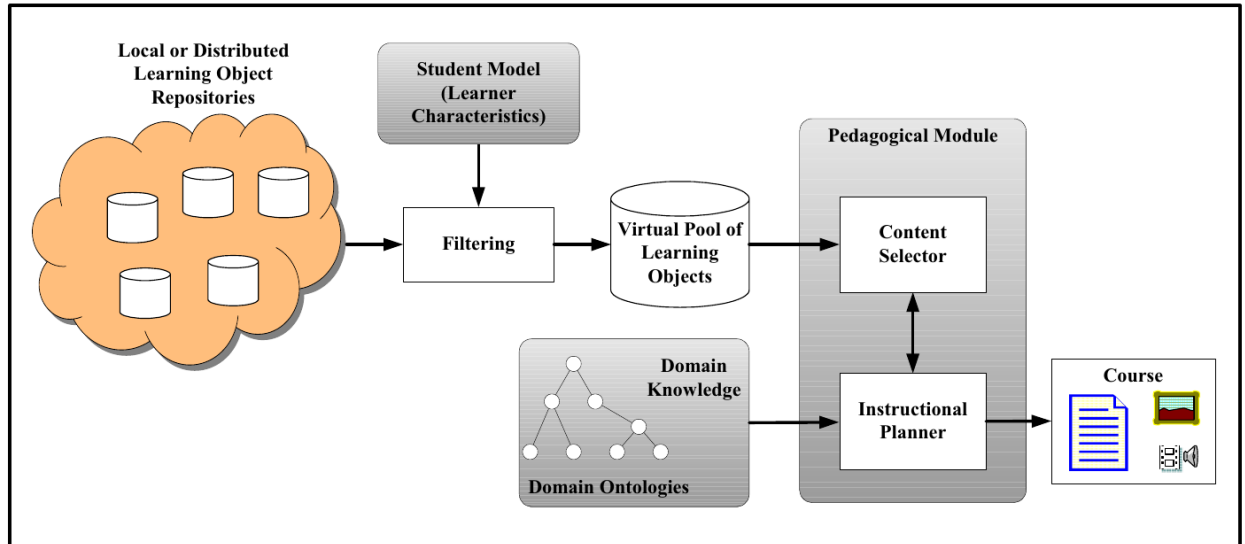 Local or Distributed
Learning Object
Repositories
Student Model
(Learner
Characteristics)
Pedagogical Module
Filtering
Virtual Pool of
Learning
Objects
Content
Selector
Domain
Knowledge
Domain Ontologies
Instructional
Planner
Course